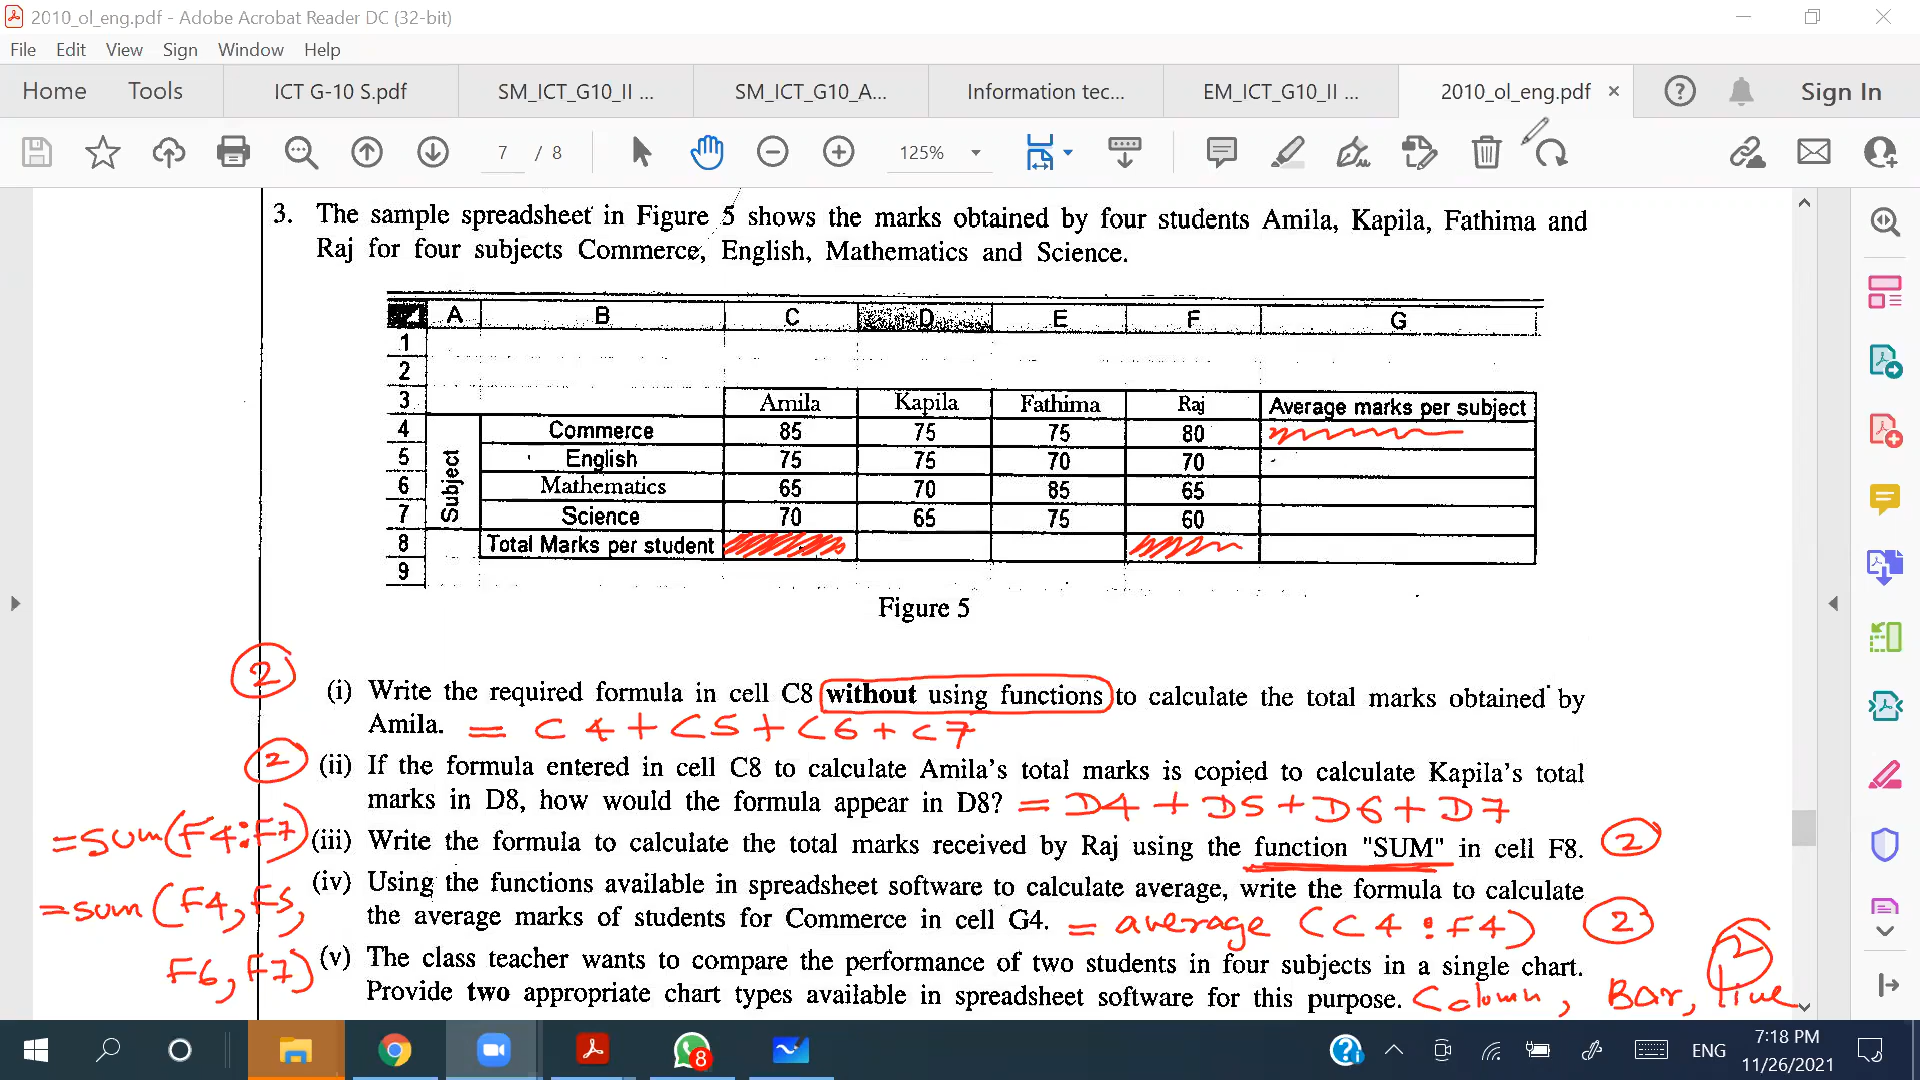 2010_ol_eng.pdf - Adobe Acrobat Reader DC (32-bit)
File Edit View Sign Window Help
Home Tools ICT G-10 S.pdf SM_ICT_G10_II ... SM_ICT_G10_A... Information tec... EM_ICT_G10_II ... 2010_ol_eng.pdf × Sign In
7 / 8 125%
3. The sample spreadsheet in Figure 5 shows the marks obtained by four students Amila, Kapila, Fathima and
Raj for four subjects Commerce, English, Mathematics and Science.
A B C D E F G
1
2
3 Amila Kapila Fathima Raj Average marks per subject
4 Commerce 85 75 75 80
5 English 75 75 70 70
Subject
6 Mathematics 65 70 85 65
7 Science 70 65 75 60
8 Total Marks per student
9
Figure 5
2
(i) Write the required formula in cell C8 without using functions to calculate the total marks obtained by
Amila. = C4+C5+C6+C7
2
(ii) If the formula entered in cell C8 to calculate Amila's total marks is copied to calculate Kapila's total
marks in D8, how would the formula appear in D8? = D4+D5+D6+D7
=sum(F4:F7)
(iii) Write the formula to calculate the total marks received by Raj using the function "SUM" in cell F8. 2
=sum(F4,F5,
F6,F7)
(iv) Using the functions available in spreadsheet software to calculate average, write the formula to calculate
the average marks of students for Commerce in cell G4. = average (C4:F4) 2
(v) The class teacher wants to compare the performance of two students in four subjects in a single chart. 2
Provide two appropriate chart types available in spreadsheet software for this purpose. Column, Bar, line
8
ENG
7:18 PM
11/26/2021